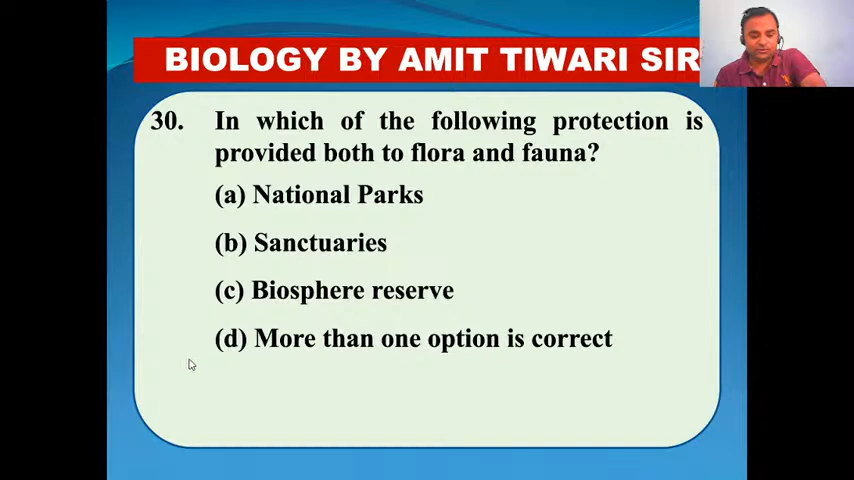 BIOLOGY BY AMIT TIWARI SIR
30. In which of the following protection is
provided both to flora and fauna?
(a) National Parks
(b) Sanctuaries
(c) Biosphere reserve
(d) More than one option is correct